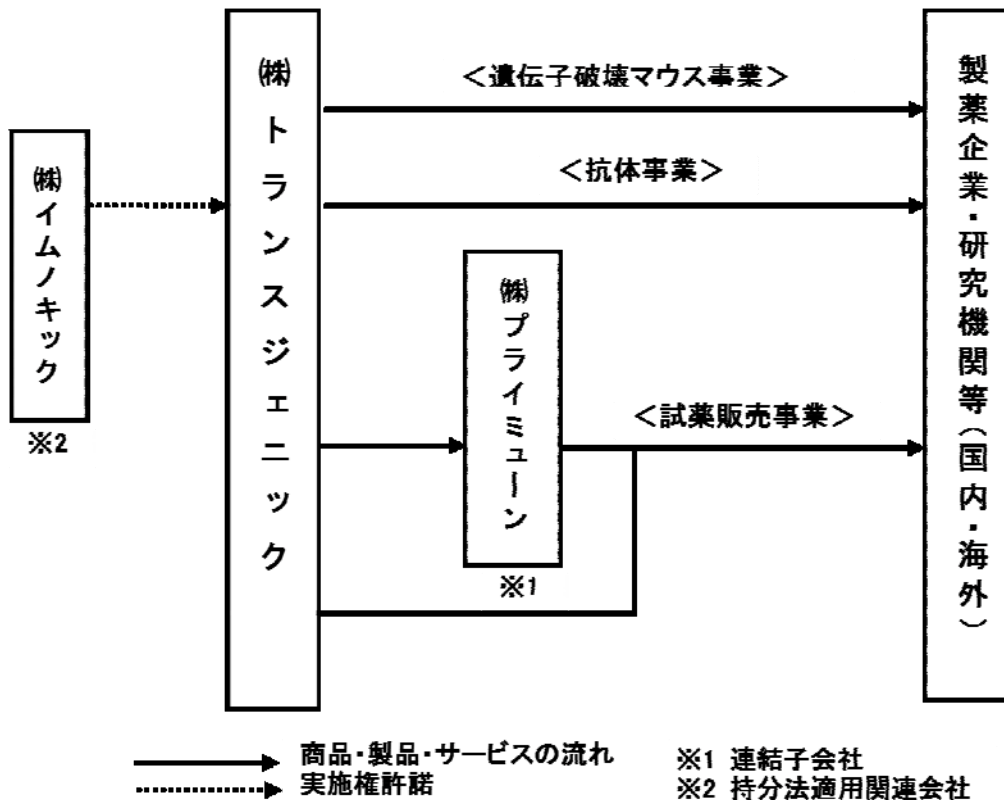 ＜遺伝子破壊マウス事業＞
＜抗体事業＞
＜試薬販売事業＞
㈱イムノキック
※2
㈱トランスジェニック
㈱プライミューン
※1
製薬企業・研究機関等（国内・海外）
商品・製品・サービスの流れ
実施権許諾
※1 連結子会社
※2 持分法適用関連会社